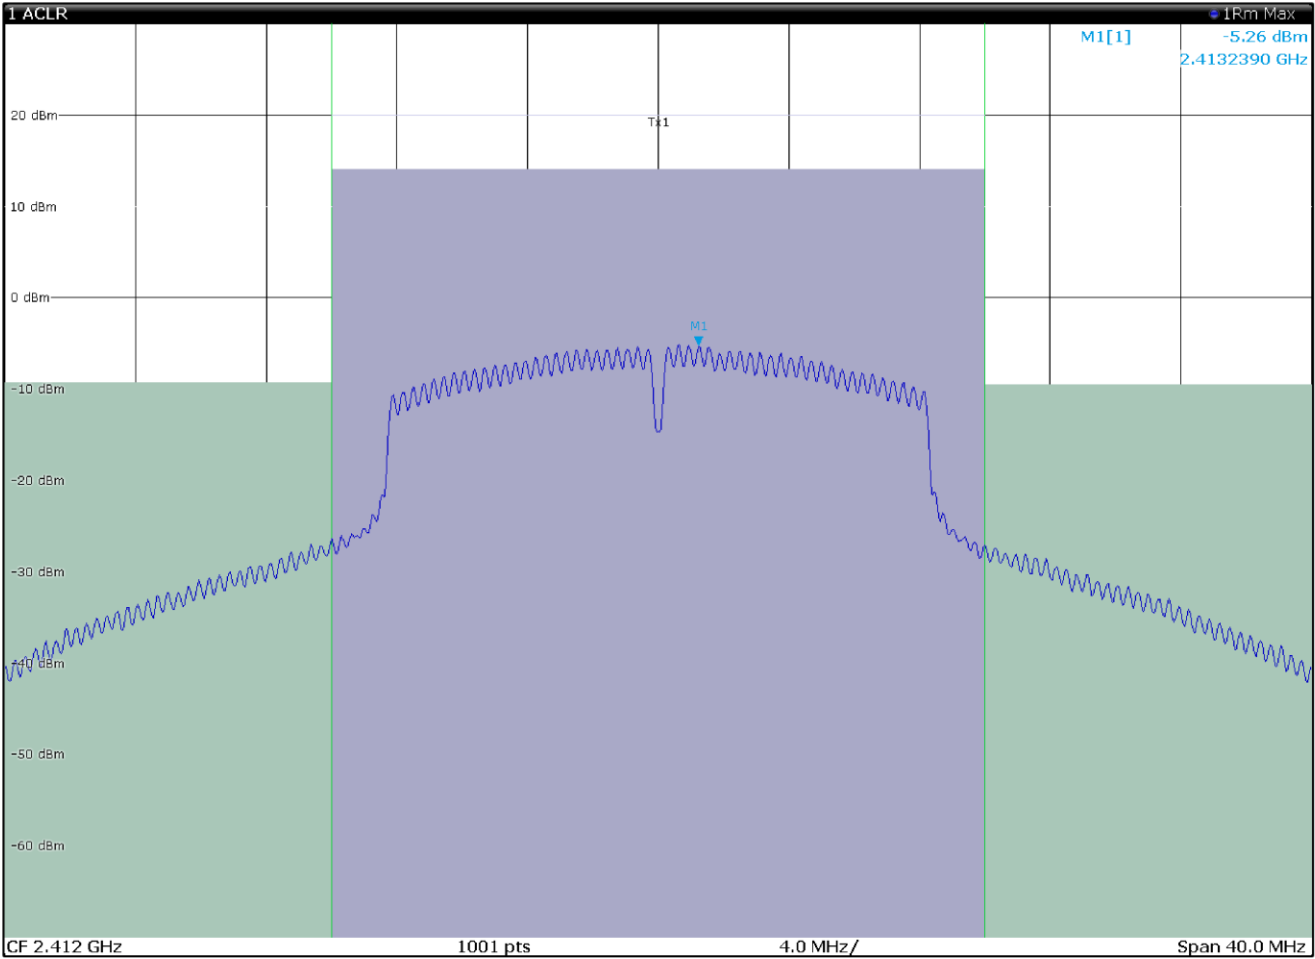 1 ACLR
1Rm Max
M1[1]
-5.26 dBm
2.4132390 GHz
20 dBm
Tx1
10 dBm
0 dBm
M1
-10 dBm
-20 dBm
-30 dBm
-40 dBm
-50 dBm
-60 dBm
CF 2.412 GHz
1001 pts
4.0 MHz/
Span 40.0 MHz